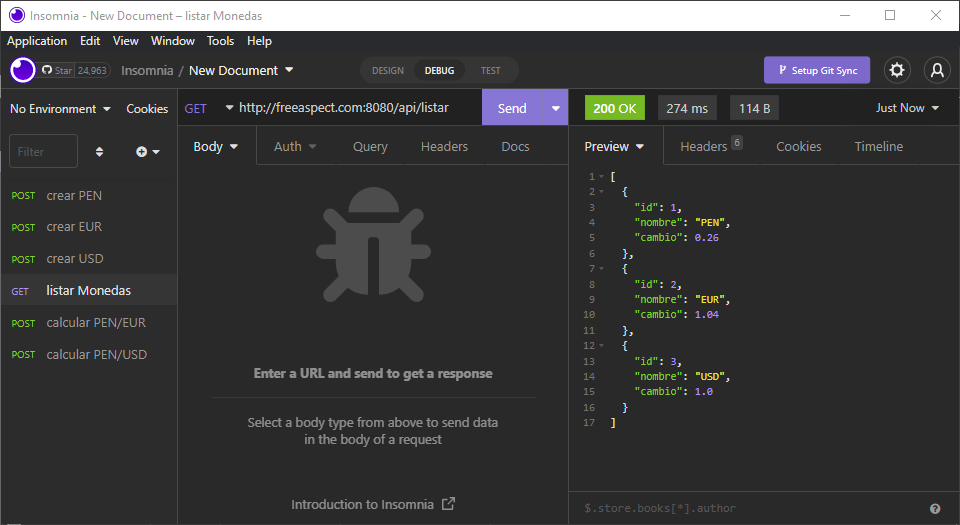 Insomnia - New Document – listar Monedas
Application Edit View Window Tools Help
Star 24,963 Insomnia / New Document DESIGN DEBUG TEST Setup Git Sync
No Environment Cookies
GET http://freeaspect.com:8080/api/listar Send
200 OK 274 ms 114 B Just Now
Filter
Body Auth Query Headers Docs
Preview Headers 6 Cookies Timeline
POST crear PEN
POST crear EUR
POST crear USD
GET listar Monedas
POST calcular PEN/EUR
POST calcular PEN/USD
Enter a URL and send to get a response
Select a body type from above to send data
in the body of a request
Introduction to Insomnia
1 [
2 {
3 "id": 1,
4 "nombre": "PEN",
5 "cambio": 0.26
6 },
7 {
8 "id": 2,
9 "nombre": "EUR",
10 "cambio": 1.04
11 },
12 {
13 "id": 3,
14 "nombre": "USD",
15 "cambio": 1.0
16 }
17 ]
$.store.books[*].author